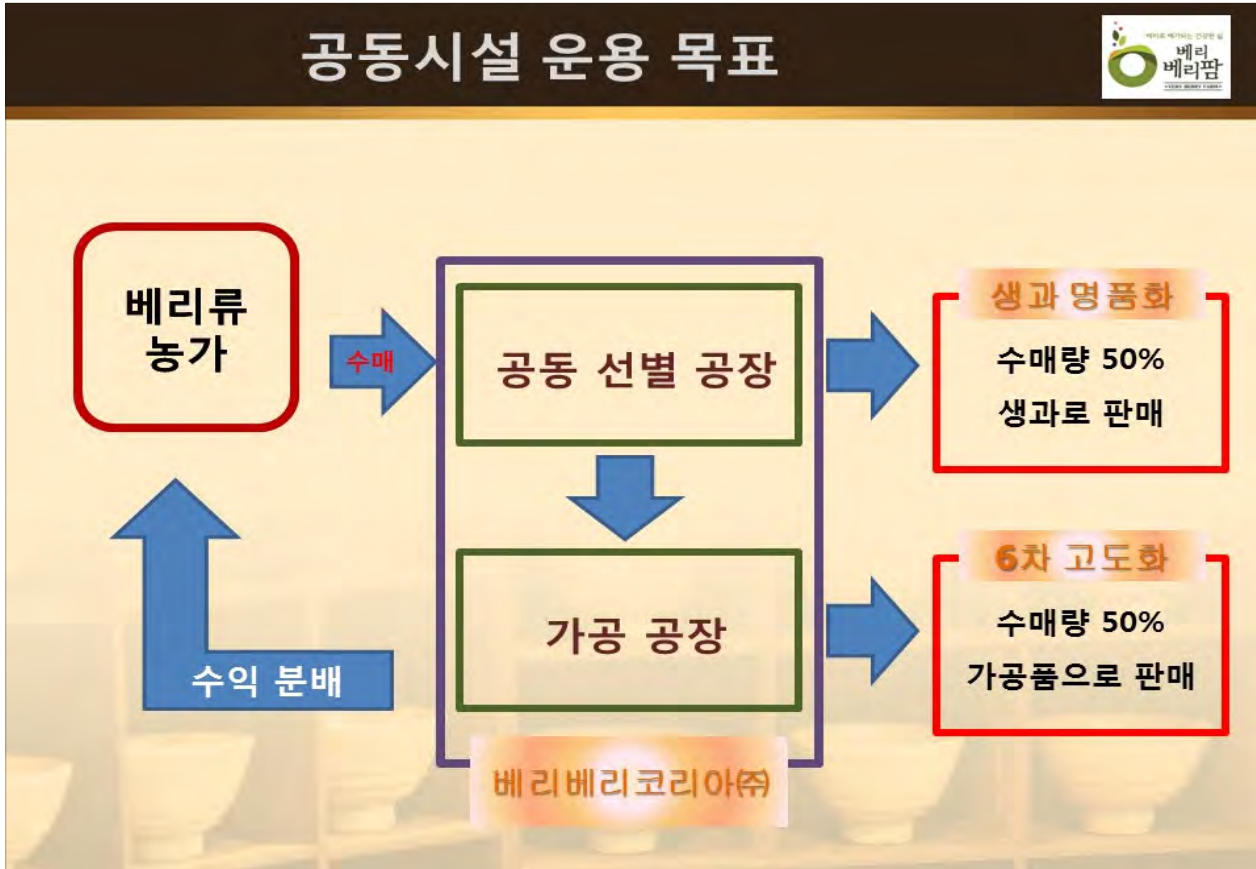 공동시설 운용 목표
베리
베리팜
베리류
농가
수매
공동 선별 공장
생과 명품화
수매량 50%
생과로 판매
가공 공장
6차 고도화
수매량 50%
가공품으로 판매
수익 분배
베리베리코리아㈜